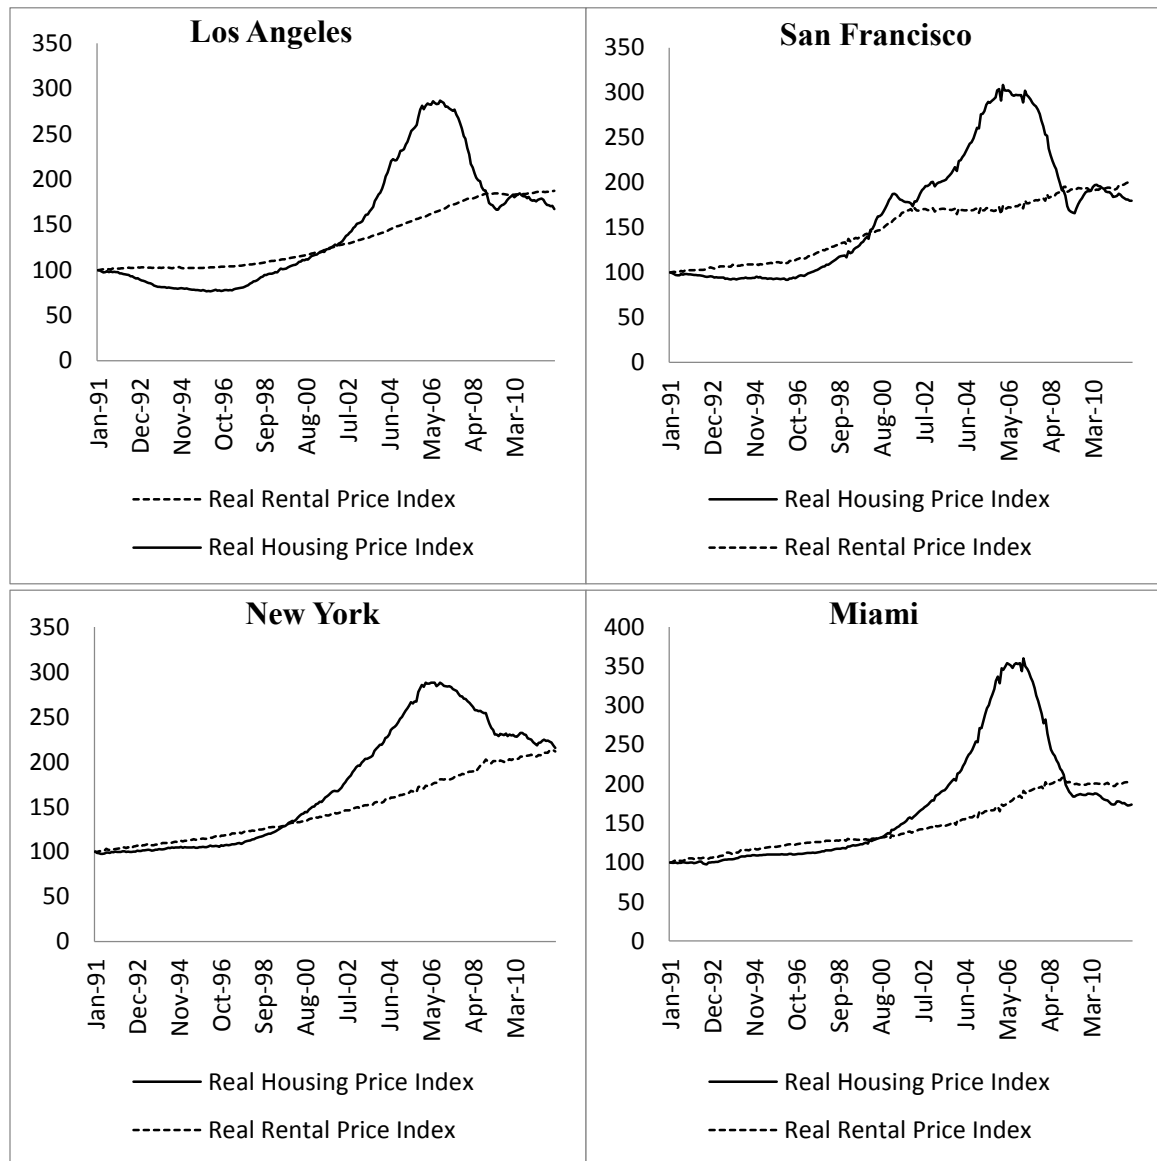 Los Angeles
350
300
250
200
150
100
50
0
Jan-91
Dec-92
Nov-94
Oct-96
Sep-98
Aug-00
Jul-02
Jun-04
May-06
Apr-08
Mar-10
Real Rental Price Index
Real Housing Price Index
San Francisco
350
300
250
200
150
100
50
0
Jan-91
Dec-92
Nov-94
Oct-96
Sep-98
Aug-00
Jul-02
Jun-04
May-06
Apr-08
Mar-10
Real Housing Price Index
Real Rental Price Index
New York
350
300
250
200
150
100
50
0
Jan-91
Dec-92
Nov-94
Oct-96
Sep-98
Aug-00
Jul-02
Jun-04
May-06
Apr-08
Mar-10
Real Housing Price Index
Real Rental Price Index
Miami
400
350
300
250
200
150
100
50
0
Jan-91
Dec-92
Nov-94
Oct-96
Sep-98
Aug-00
Jul-02
Jun-04
May-06
Apr-08
Mar-10
Real Housing Price Index
Real Rental Price Index